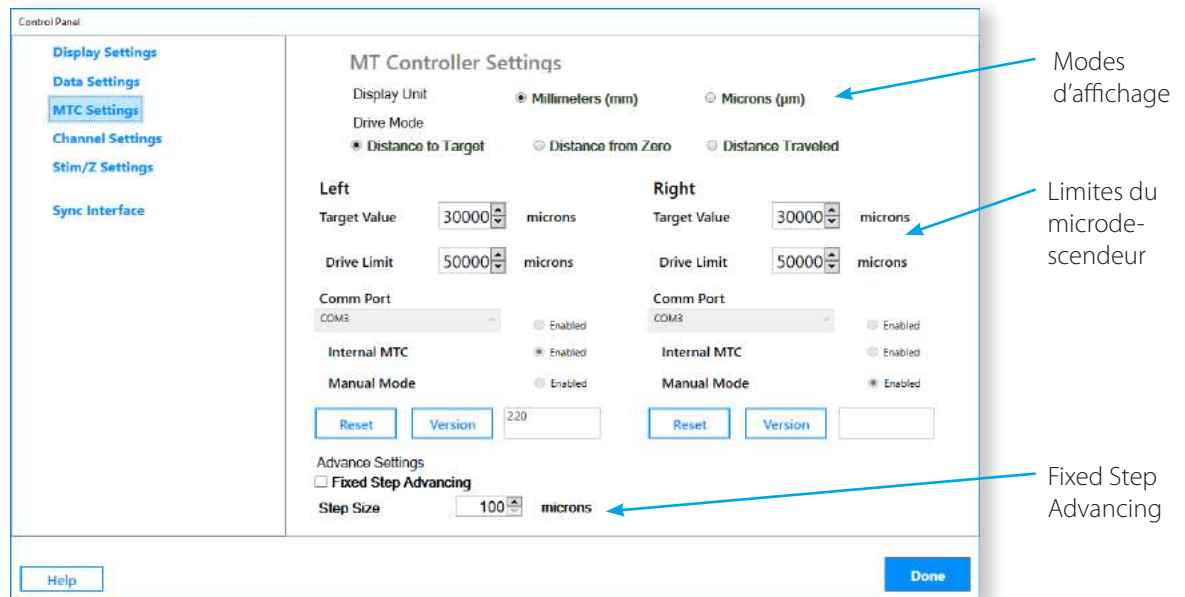 Control Panel
Display Settings
Data Settings
MTC Settings
Channel Settings
Stim/Z Settings
Sync Interface
MT Controller Settings
Display Unit
Millimeters (mm) Microns (µm)
Drive Mode
Distance to Target Distance from Zero Distance Traveled
Left Right
Target Value 30000 microns Target Value 30000 microns
Drive Limit 50000 microns Drive Limit 50000 microns
Comm Port Comm Port
COM3 Enabled COM3 Enabled
Internal MTC Enabled Internal MTC Enabled
Manual Mode Enabled Manual Mode Enabled
Reset Version 2.20 Reset Version
Advance Settings
Fixed Step Advancing
Step Size 100 microns
Help Done
Modes
d’affichage
Limites du
microde-
scendeur
Fixed Step
Advancing